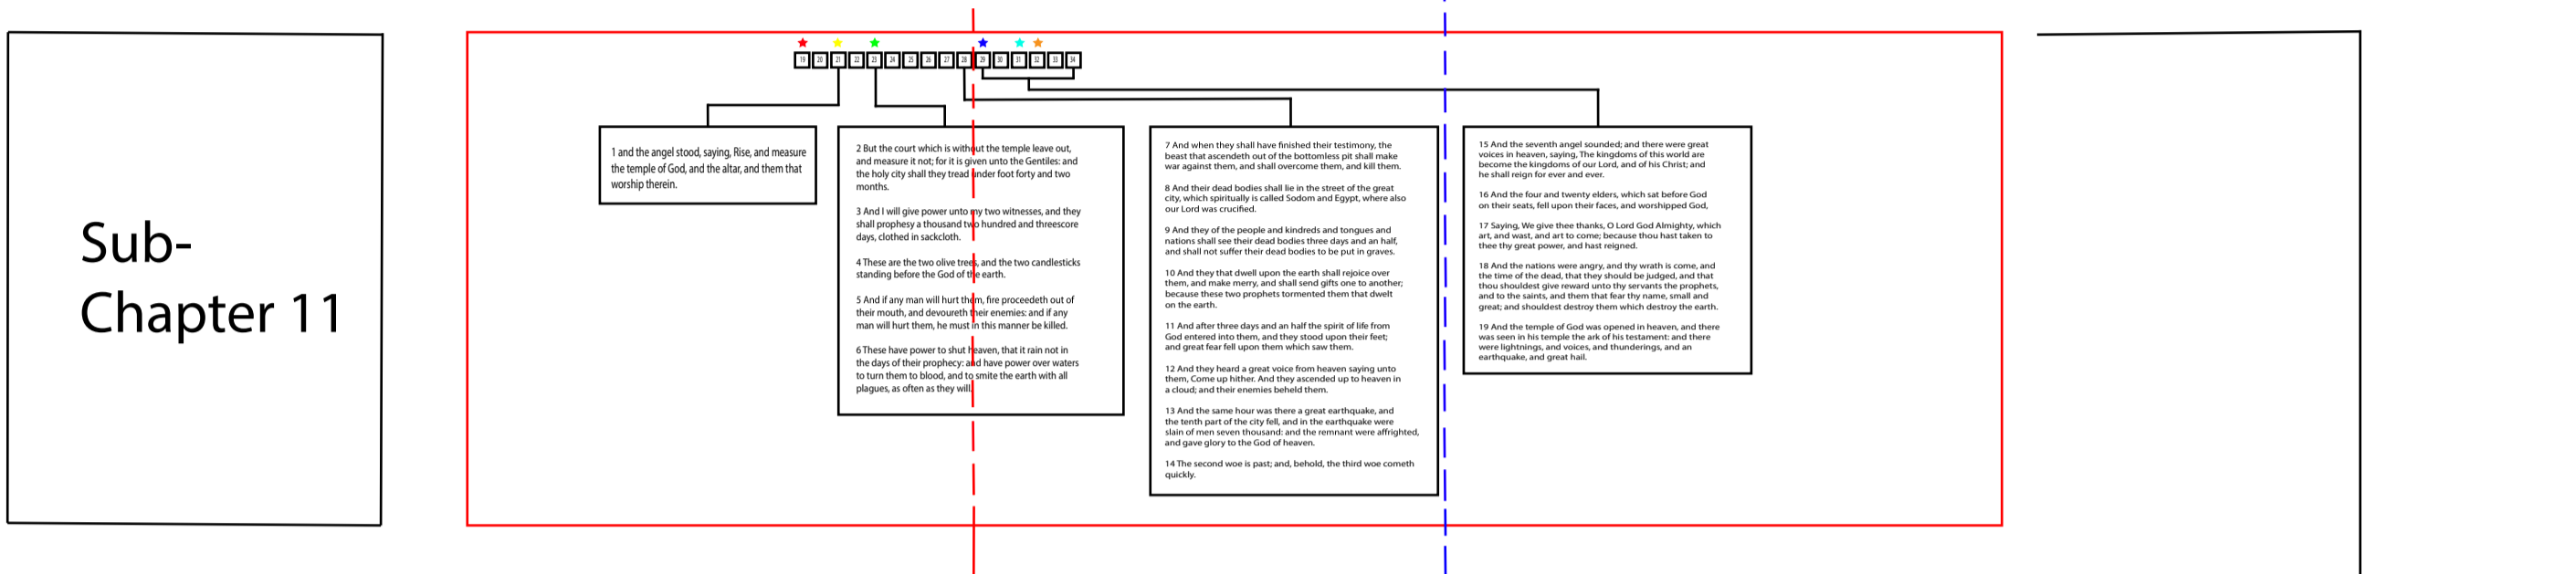 19 20 21 22 23 24 25 26 27 28 29 30 31 32 33 34
Sub-
Chapter 11
1 and the angel stood, saying, Rise, and measure
the temple of God, and the altar, and them that
worship therein.
2 But the court which is without the temple leave out,
and measure it not; for it is given unto the Gentiles: and
the holy city shall they tread under foot forty and two
months.
3 And I will give power unto my two witnesses, and they
shall prophesy a thousand two hundred and threescore
days, clothed in sackcloth.
4 These are the two olive trees, and the two candlesticks
standing before the God of the earth.
5 And if any man will hurt them, fire proceedeth out of
their mouth, and devoureth their enemies: and if any
man will hurt them, he must in this manner be killed.
6 These have power to shut heaven, that it rain not in
the days of their prophecy: and have power over waters
to turn them to blood, and to smite the earth with all
plagues, as often as they will.
7 And when they shall have finished their testimony, the
beast that ascendeth out of the bottomless pit shall make
war against them, and shall overcome them, and kill them.
8 And their dead bodies shall lie in the street of the great
city, which spiritually is called Sodom and Egypt, where also
our Lord was crucified.
9 And they of the people and kindreds and tongues and
nations shall see their dead bodies three days and an half,
and shall not suffer their dead bodies to be put in graves.
10 And they that dwell upon the earth shall rejoice over
them, and make merry, and shall send gifts one to another;
because these two prophets tormented them that dwelt
on the earth.
11 And after three days and an half the spirit of life from
God entered into them, and they stood upon their feet;
and great fear fell upon them which saw them.
12 And they heard a great voice from heaven saying unto
them, Come up hither. And they ascended up to heaven in
a cloud; and their enemies beheld them.
13 And the same hour was there a great earthquake, and
the tenth part of the city fell, and in the earthquake were
slain of men seven thousand: and the remnant were affrighted,
and gave glory to the God of heaven.
14 The second woe is past; and, behold, the third woe cometh
quickly.
15 And the seventh angel sounded; and there were great
voices in heaven, saying, The kingdoms of this world are
become the kingdoms of our Lord, and of his Christ; and
he shall reign for ever and ever.
16 And the four and twenty elders, which sat before God
on their seats, fell upon their faces, and worshipped God,
17 Saying, We give thee thanks, O Lord God Almighty, which
art, and wast, and art to come; because thou hast taken to
thee thy great power, and hast reigned.
18 And the nations were angry, and thy wrath is come, and
the time of the dead, that they should be judged, and that
thou shouldest give reward unto thy servants the prophets,
and to the saints, and them that fear thy name, small and
great; and shouldest destroy them which destroy the earth.
19 And the temple of God was opened in heaven, and there
was seen in his temple the ark of his testament: and there
were lightnings, and voices, and thunderings, and an
earthquake, and great hail.